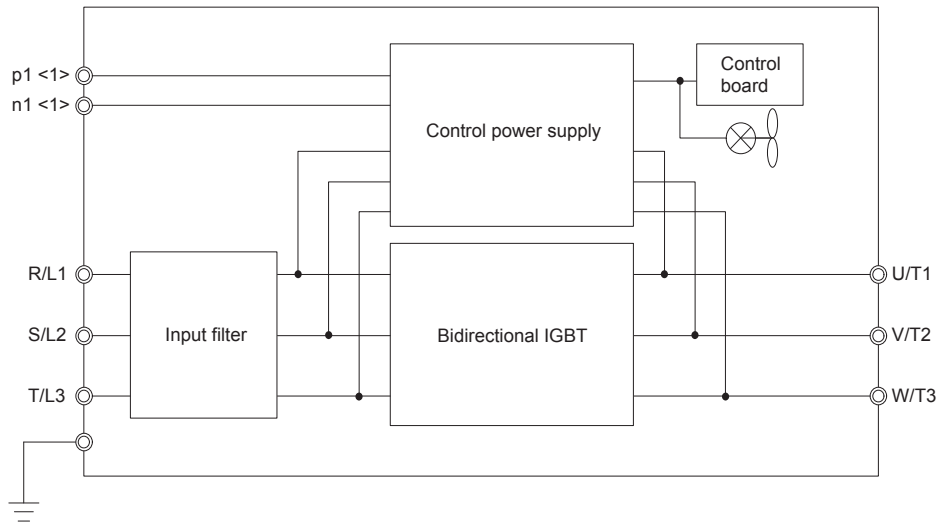 p1 <1>
n1 <1>
Control power supply
Control
board
R/L1
S/L2
T/L3
Input filter
Bidirectional IGBT
U/T1
V/T2
W/T3